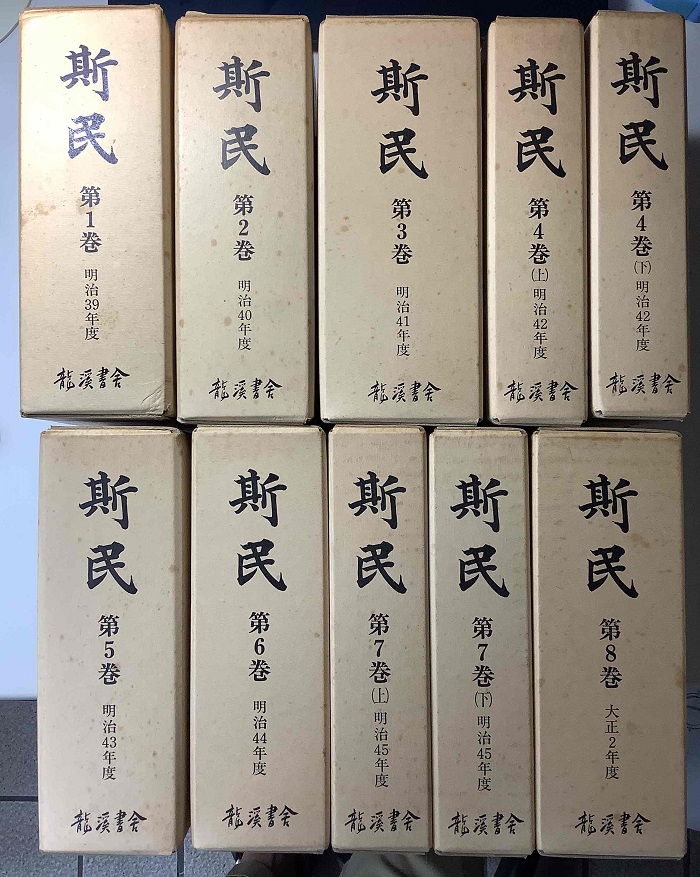 斯民
第1巻
明治39年度
龍溪書舎
斯民
第2巻
明治40年度
龍溪書舎
斯民
第3巻
明治41年度
龍溪書舎
斯民
第4巻(上)
明治42年度
龍溪書舎
斯民
第4巻(下)
明治42年度
龍溪書舎
斯民
第5巻
明治43年度
龍溪書舎
斯民
第6巻
明治44年度
龍溪書舎
斯民
第7巻(上)
明治45年度
龍溪書舎
斯民
第7巻(下)
明治45年度
龍溪書舎
斯民
第8巻
大正2年度
龍溪書舎